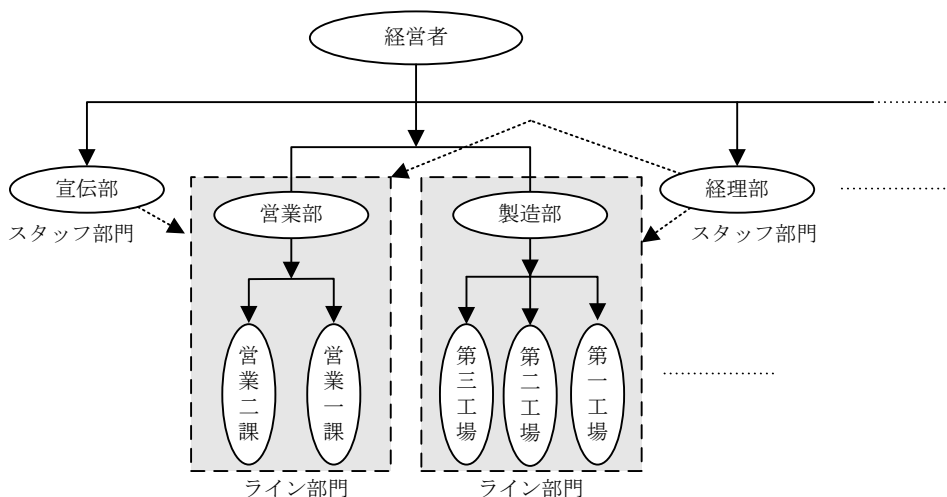 経営者
宣伝部
経理部
営業部
製造部
スタッフ部門
スタッフ部門
営業二課
営業一課
第三工場
第二工場
第一工場
ライン部門
ライン部門